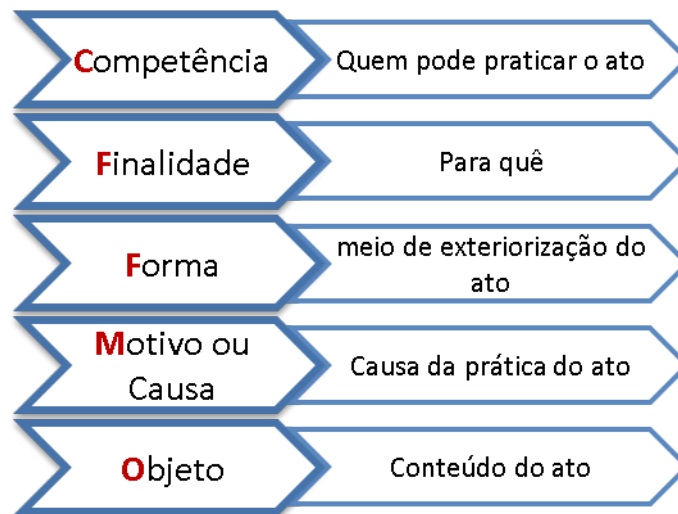 Competência
Quem pode praticar o ato
Finalidade
Para quê
Forma
meio de exteriorização do
ato
Motivo ou
Causa
Causa da prática do ato
Objeto
Conteúdo do ato